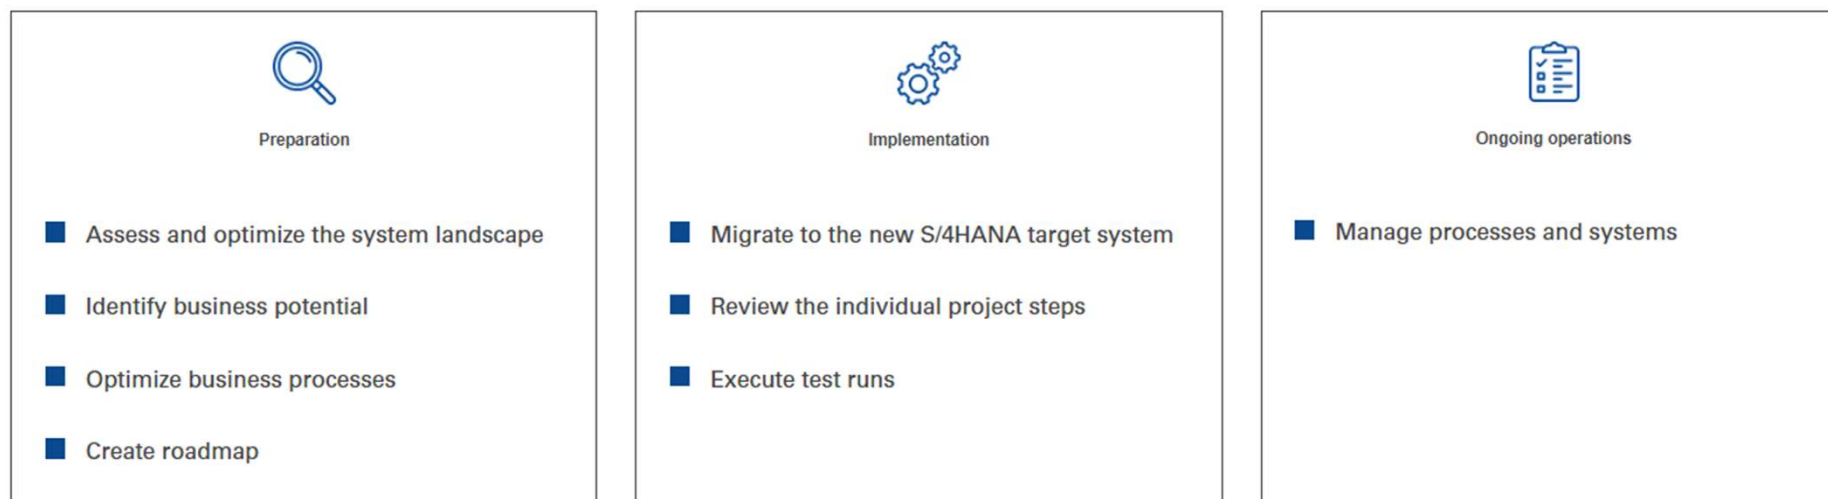 Preparation
Assess and optimize the system landscape
Identify business potential
Optimize business processes
Create roadmap
Implementation
Migrate to the new S/4HANA target system
Review the individual project steps
Execute test runs
Ongoing operations
Manage processes and systems